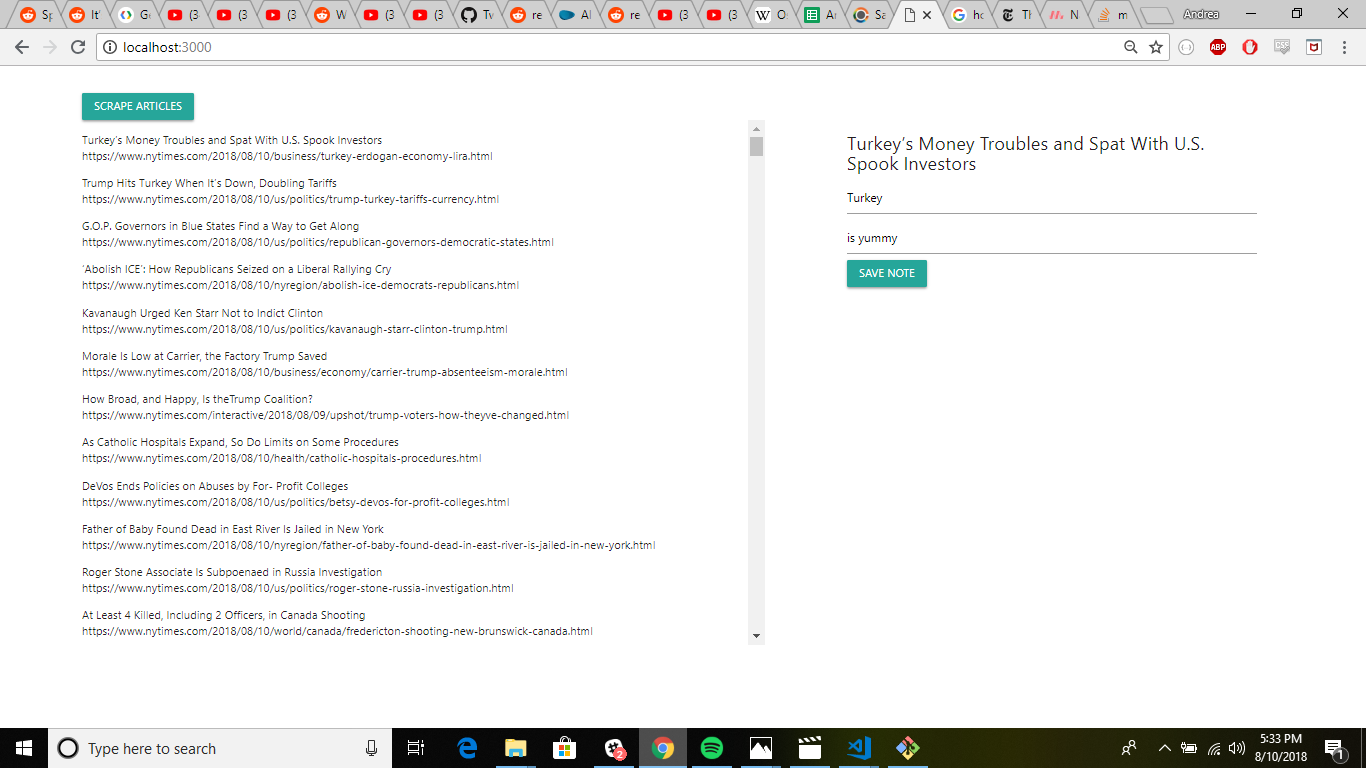 Sp
It'
Go
(3
(3
(3
W
(3
(3
Tv
re
Al
re
(3
(3
Os
Ar
Sa
hc
Th
N
m
Andrea
localhost:3000
ABP
CSF
SCRAPE ARTICLES
Turkey's Money Troubles and Spat With U.S. Spook Investors
https://www.nytimes.com/2018/08/10/business/turkey-erdogan-economy-lira.html
Trump Hits Turkey When It's Down, Doubling Tariffs
https://www.nytimes.com/2018/08/10/us/politics/trump-turkey-tariffs-currency.html
G.O.P. Governors in Blue States Find a Way to Get Along
https://www.nytimes.com/2018/08/10/us/politics/republican-governors-democratic-states.html
'Abolish ICE': How Republicans Seized on a Liberal Rallying Cry
https://www.nytimes.com/2018/08/10/nyregion/abolish-ice-democrats-republicans.html
Kavanaugh Urged Ken Starr Not to Indict Clinton
https://www.nytimes.com/2018/08/10/us/politics/kavanaugh-starr-clinton-trump.html
Morale Is Low at Carrier, the Factory Trump Saved
https://www.nytimes.com/2018/08/10/business/economy/carrier-trump-absenteeism-morale.html
How Broad, and Happy, Is theTrump Coalition?
https://www.nytimes.com/interactive/2018/08/09/upshot/trump-voters-how-theyve-changed.html
As Catholic Hospitals Expand, So Do Limits on Some Procedures
https://www.nytimes.com/2018/08/10/health/catholic-hospitals-procedures.html
DeVos Ends Policies on Abuses by For- Profit Colleges
https://www.nytimes.com/2018/08/10/us/politics/betsy-devos-for-profit-colleges.html
Father of Baby Found Dead in East River Is Jailed in New York
https://www.nytimes.com/2018/08/10/nyregion/father-of-baby-found-dead-in-east-river-is-jailed-in-new-york.html
Roger Stone Associate Is Subpoenaed in Russia Investigation
https://www.nytimes.com/2018/08/10/us/politics/roger-stone-russia-investigation.html
At Least 4 Killed, Including 2 Officers, in Canada Shooting
https://www.nytimes.com/2018/08/10/world/canada/fredericton-shooting-new-brunswick-canada.html
Turkey's Money Troubles and Spat With U.S.
Spook Investors
Turkey
is yummy
SAVE NOTE
Type here to search
2
5:33 PM
8/10/2018
1